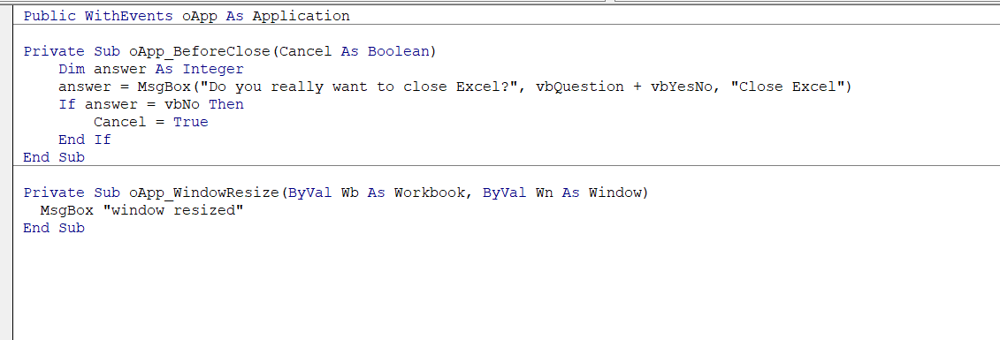 Public WithEvents oApp As Application
Private Sub oApp_BeforeClose(Cancel As Boolean)
Dim answer As Integer
answer = MsgBox("Do you really want to close Excel?", vbQuestion + vbYesNo, "Close Excel")
If answer = vbNo Then
Cancel = True
End If
End Sub
Private Sub oApp_WindowResize(ByVal Wb As Workbook, ByVal Wn As Window)
MsgBox "window resized"
End Sub